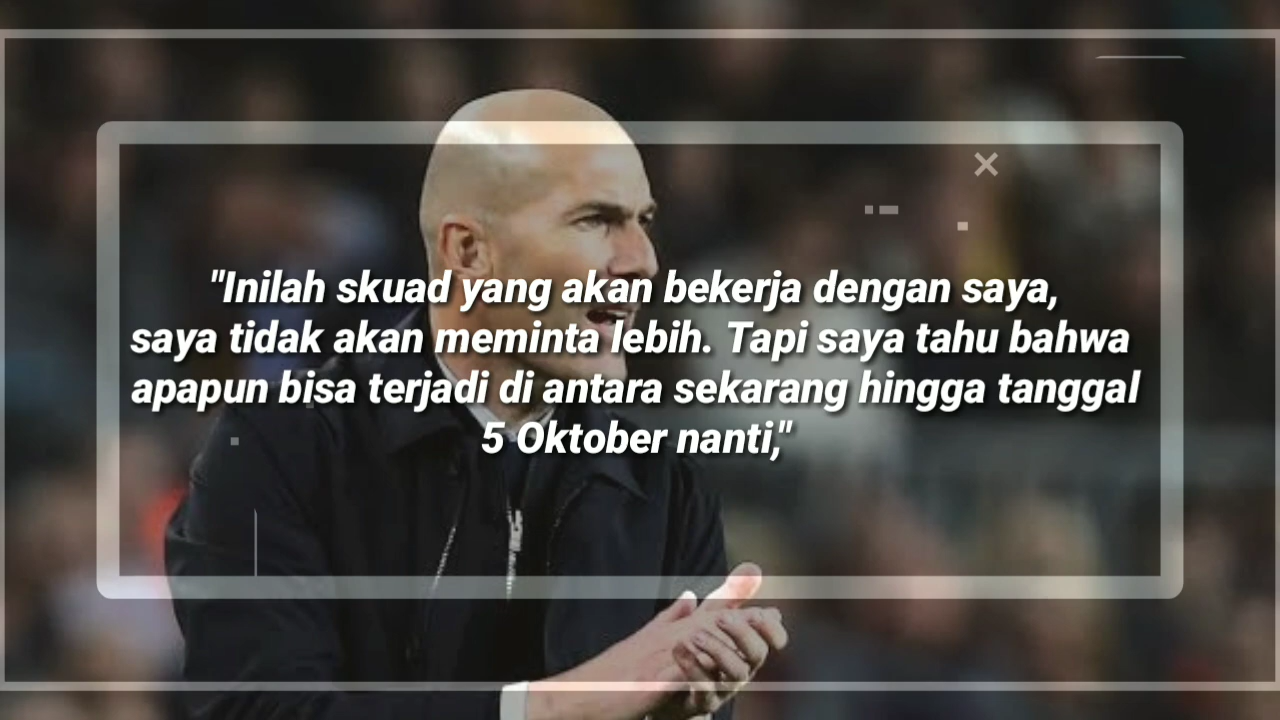 "Inilah skuad yang akan bekerja dengan saya,
saya tidak akan meminta lebih. Tapi saya tahu bahwa
apapun bisa terjadi di antara sekarang hingga tanggal
5 Oktober nanti,"